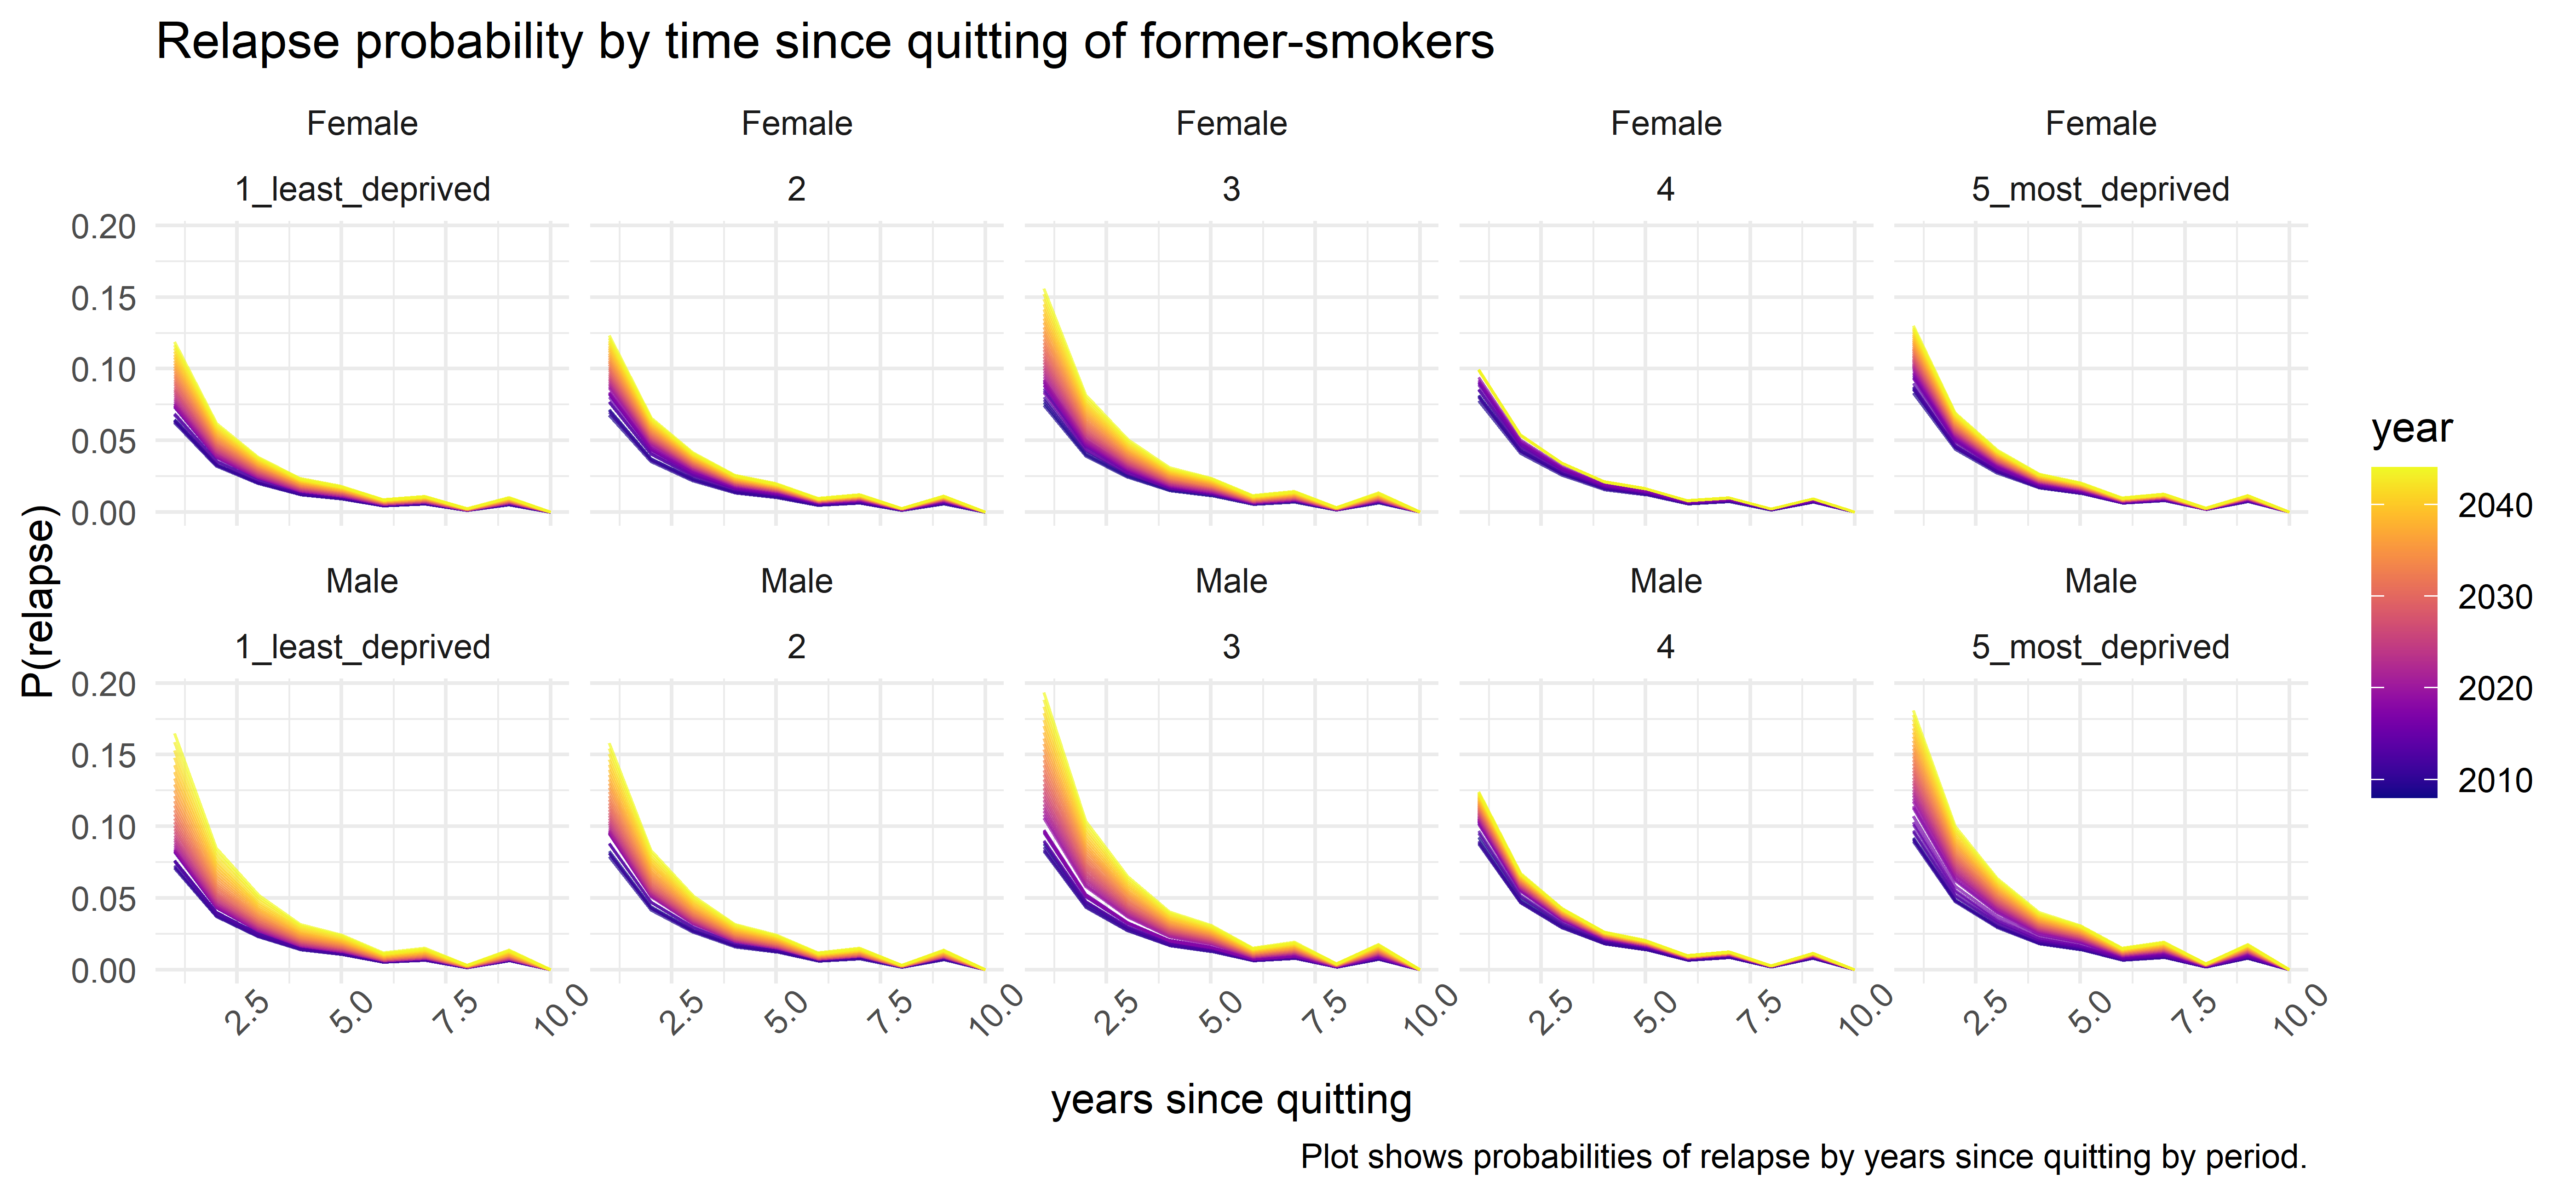 Relapse probability by time since quitting of former-smokers
Female Female Female Female Female
1_least_deprived 2 3 4 5_most_deprived
0.20
0.15
0.10
0.05
0.00
P(relapse)
Male Male Male Male Male
1_least_deprived 2 3 4 5_most_deprived
0.20
0.15
0.10
0.05
0.00
2.5 5.0 7.5 10.0 2.5 5.0 7.5 10.0 2.5 5.0 7.5 10.0 2.5 5.0 7.5 10.0 2.5 5.0 7.5 10.0
years since quitting
year
2040
2030
2020
2010
Plot shows probabilities of relapse by years since quitting by period.